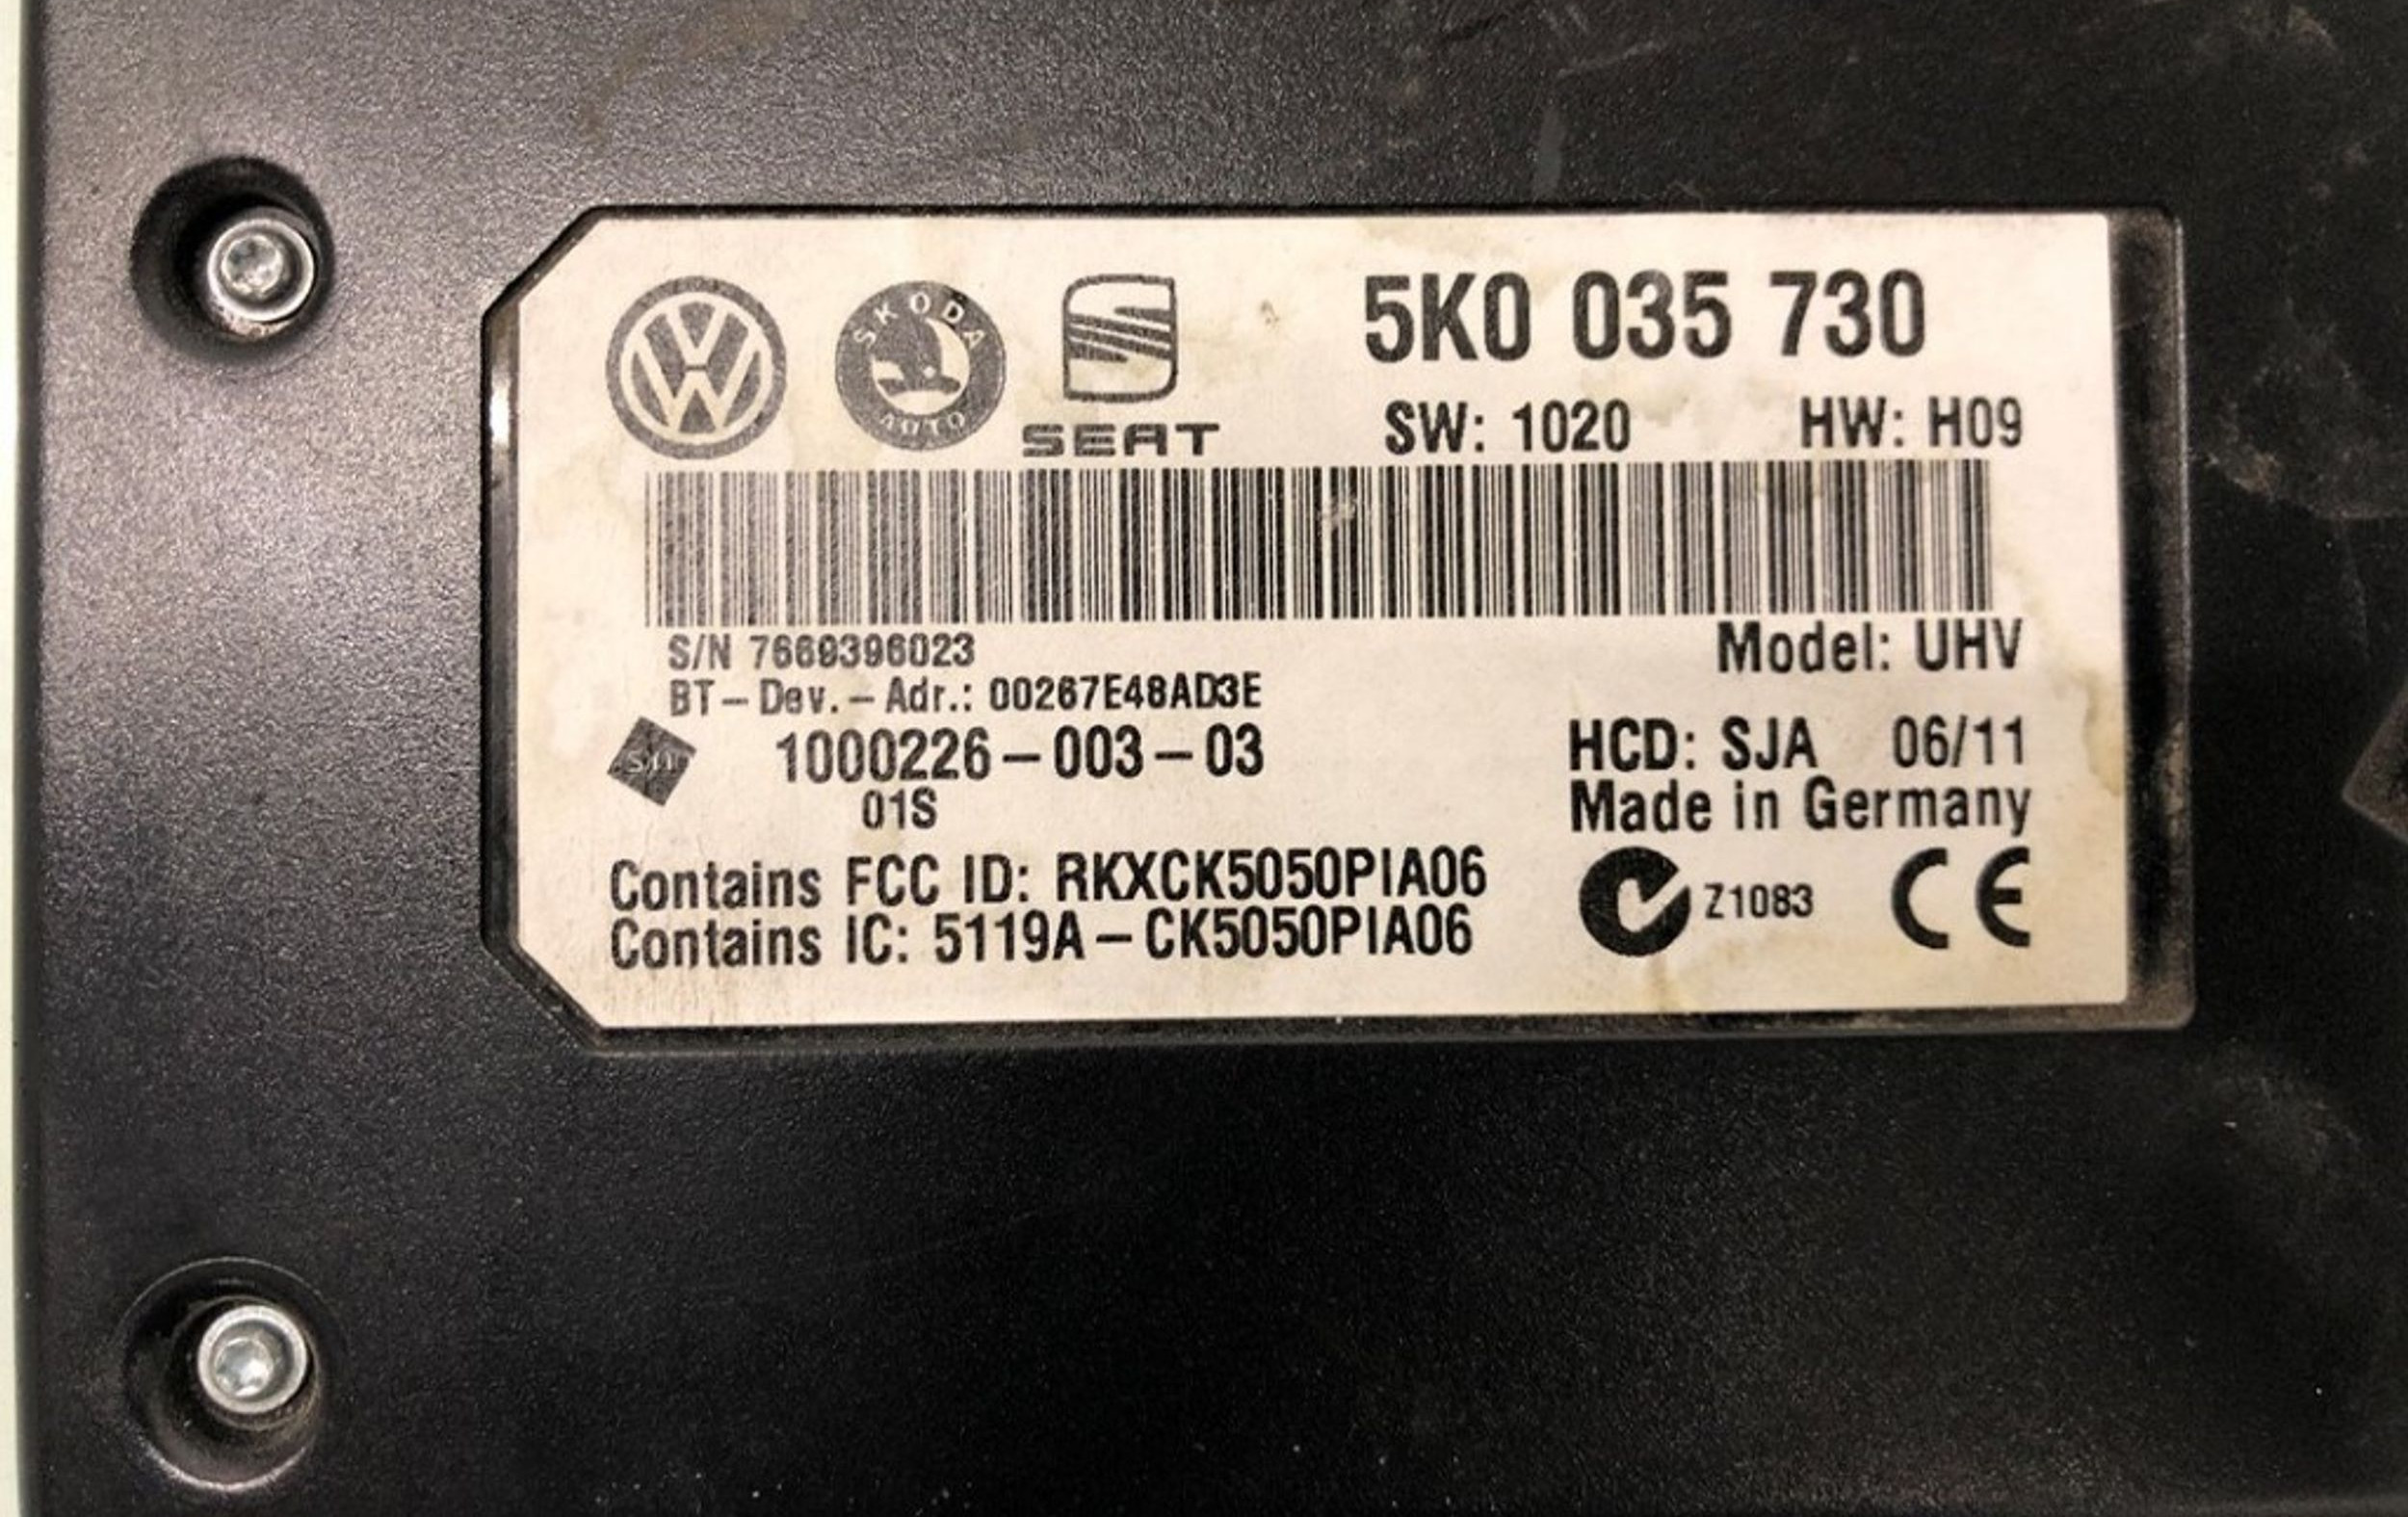 SKODA
AUTO
SEAT
5K0 035 730
SW: 1020 HW: H09
S/N 7669396023
Model: UHV
BT-Dev.-Adr.: 00267E48AD3E
1000226-003-03
HCD: SJA 06/11
01S
Made in Germany
Contains FCC ID: RKXCK5050PIA06
Contains IC: 5119A-CK5050PIA06
Z1083
CE